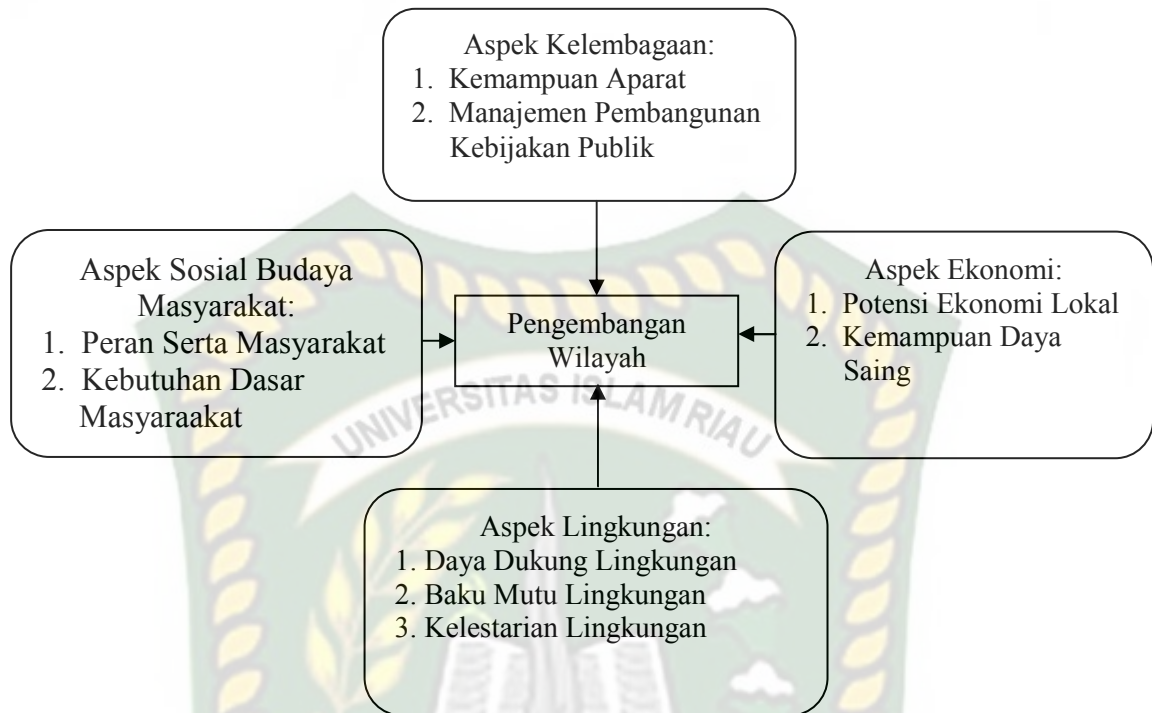 Aspek Kelembagaan:
1. Kemampuan Aparat
2. Manajemen Pembangunan
Kebijakan Publik
Aspek Sosial Budaya
Masyarakat:
1. Peran Serta Masyarakat
2. Kebutuhan Dasar
Masyaraakat
Pengembangan
Wilayah
Aspek Ekonomi:
1. Potensi Ekonomi Lokal
2. Kemampuan Daya
Saing
UNIVERSITAS ISLAM RIAU
Aspek Lingkungan:
1. Daya Dukung Lingkungan
2. Baku Mutu Lingkungan
3. Kelestarian Lingkungan